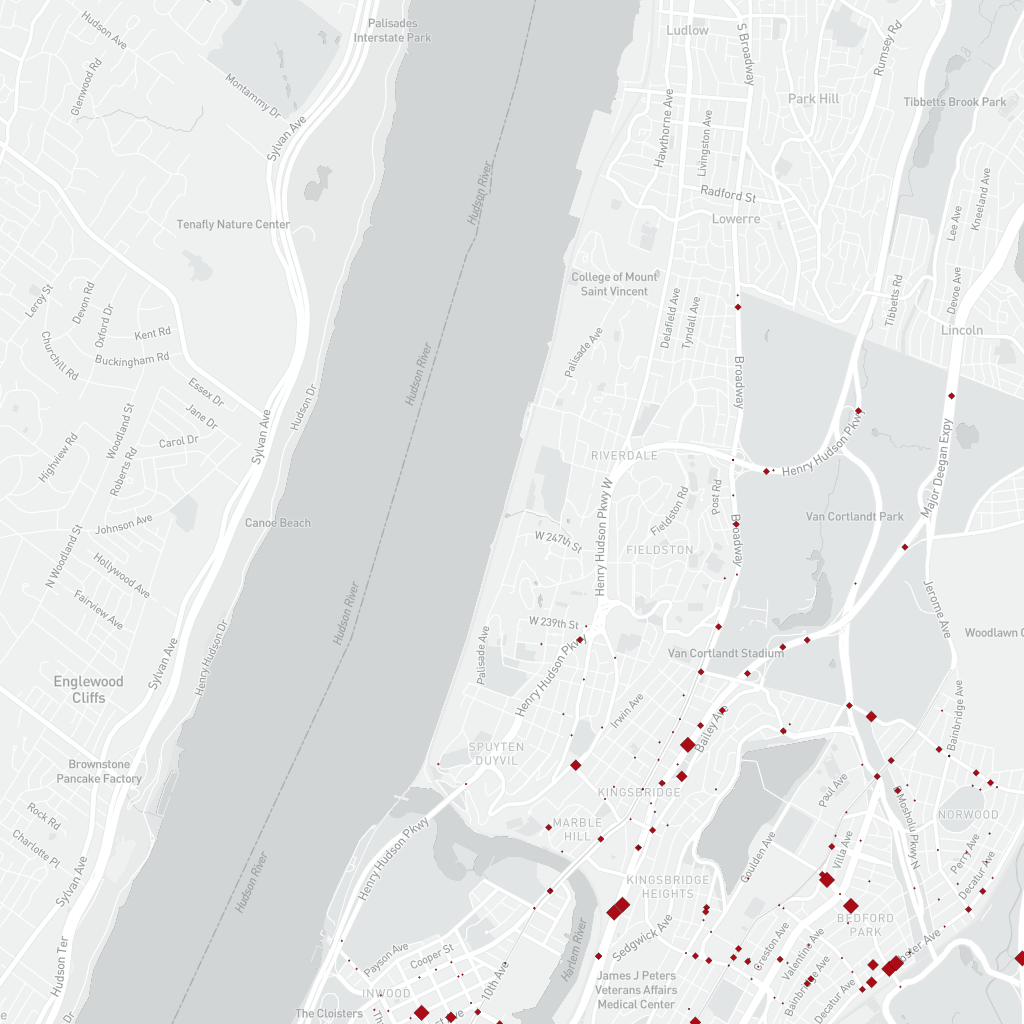 Palisades
Interstate Park
Ludlow
S Broadway
Hudson Ave
Rumsey Rd
Glenwood Rd
Montammy Dr
Park Hill
Tibbetts Brook Park
Sylvan Ave
Hawthorne Ave
Livingston Ave
Hudson River
Radford St
Kneeland Ave
Lee Ave
Lowerre
Tenafly Nature Center
College of Mount
Saint Vincent
Leroy St
Devon Rd
Oxford Dr
Tibbetts Rd
Devoe Ave
Delafield Ave
Tyndall Ave
Kent Rd
Lincoln
Churchill Rd
Buckingham Rd
Palisade Ave
Hudson River
Broadway
Essex Dr
Hudson Dr
Jane Dr
Sylvan Ave
Woodland St
Carol Dr
Highview Rd
Roberts Rd
RIVERDALE
Henry Hudson Pkwy
Major Deegan Expy
Henry Hudson Pkwy W
Post Rd
Fieldston Rd
Johnson Ave
Canoe Beach
Van Cortlandt Park
N Woodland St
W 247th St
FIELDSTON
Broadway
Hollywood Ave
Fairview Ave
Hudson River
Jerome Ave
W 239th St
Woodlawn C
Henry Hudson Dr
Palisade Ave
Sylvan Ave
Van Cortlandt Stadium
Englewood
Cliffs
Henry Hudson Pkwy
Irwin Ave
Bailey Ave
Bainbridge Ave
SPUYTEN
DUYVIL
Brownstone
Pancake Factory
KINGSBRIDGE
Paul Ave
Rock Rd
MARBLE
HILL
Mosholu Pkwy N
NORWOOD
Charlotte Pl
Henry Hudson Pkwy
Goulden Ave
Villa Ave
Perry Ave
Sylvan Ave
Hudson River
KINGSBRIDGE
HEIGHTS
Decatur Ave
BEDFORD
PARK
Hudson Ter
Payson Ave
Cooper St
Harlem River
Sedgwick Ave
Creston Ave
Valentine Ave
Webster Ave
10th Ave
James J Peters
Veterans Affairs
Medical Center
Bainbridge Ave
Decatur Ave
INWOOD
The Cloisters
Dr